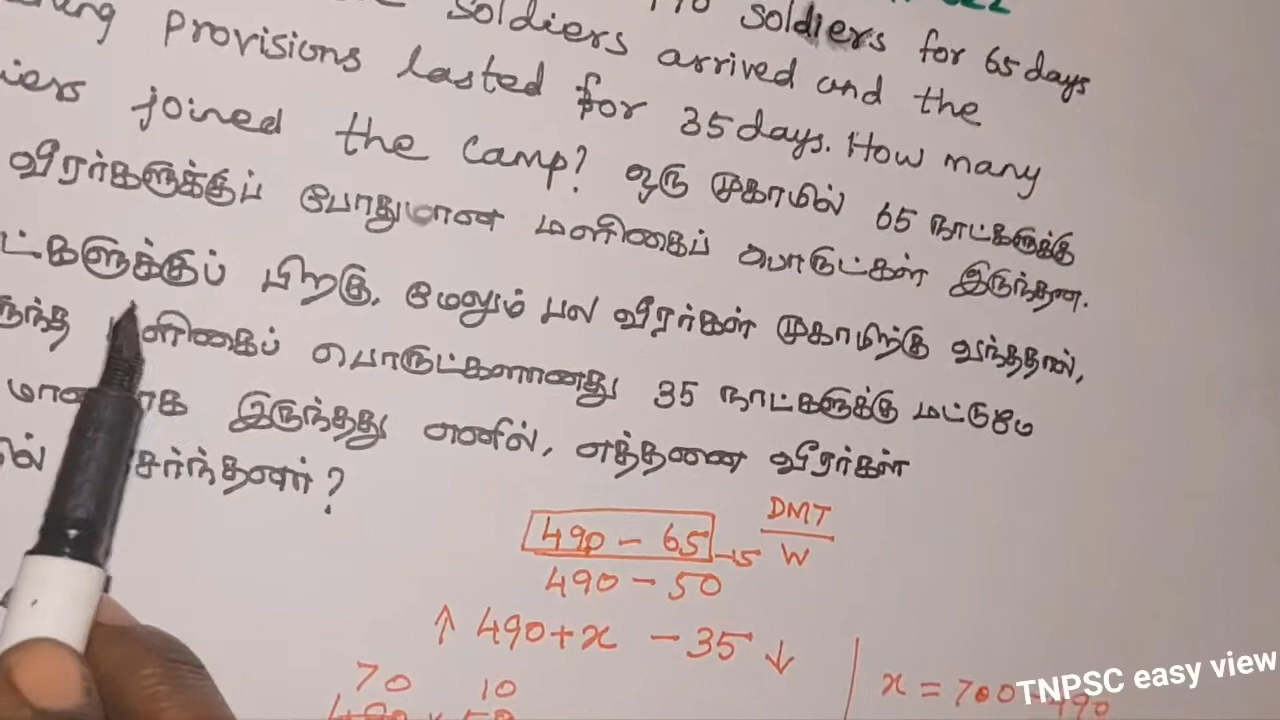 soldiers for 65 days
soldiers arrived and the
provisions lasted for 35 days. How many
joined the camp? ஒரு முகாமில் 65 நாட்களுக்கு
வீரர்களுக்குப் போதுமான மளிகைப் பொருட்கள் இருந்தன.
பிறகு, மேலும் பல வீரர்கள் முகாமிற்கு வந்ததால்,
பொருட்களானது 35 நாட்களுக்கு மட்டுமே
இருந்தது எனில், எத்தனை வீரர்கள்
490 - 65
-15
DMT
W
490 - 50
↑ 490+x - 35 ↓
70 10
x = 700
TNPSC easy view